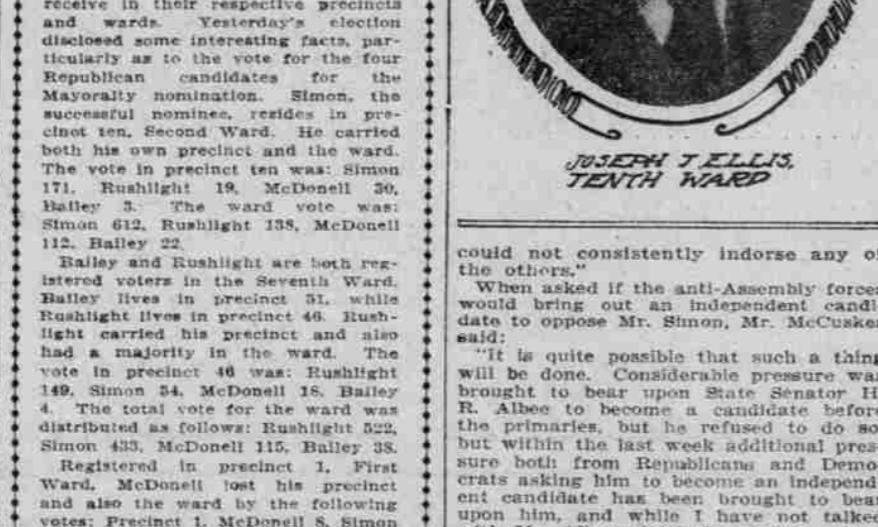 receive in their respective precincts
and wards. Yesterday's election
disclosed some interesting facts, par-
ticularly as to the vote for the four
Republican candidates for the
Mayoralty nomination. Simon, the
successful nominee, resides in pre-
cinct ten, Second Ward. He carried
both his own precinct and the ward.
The vote in precinct ten was: Simon
171, Rushlight 19, McDonell 30,
Bailey 3. The ward vote was:
Simon 612, Rushlight 138, McDonell
112, Bailey 22.
Bailey and Rushlight are both reg-
istered voters in the Seventh Ward.
Bailey lives in precinct 51, while
Rushlight lives in precinct 46. Rush-
light carried his precinct and also
had a majority in the ward. The
vote in precinct 46 was: Rushlight
149, Simon 54, McDonell 18, Bailey
4. The total vote for the ward was
distributed as follows: Rushlight 522,
Simon 433, McDonell 115, Bailey 38.
Registered in precinct 1, First
Ward, McDonell lost his precinct
and also the ward by the following
votes: Precinct 1, McDonell 8, Simon
JOSEPH T ELLIS,
TENTH WARD
could not consistently indorse any of
the others."
When asked if the anti-Assembly forces
would bring out an independent candi-
date to oppose Mr. Simon, Mr. McCusker
said:
"It is quite possible that such a thing
will be done. Considerable pressure was
brought to bear upon State Senator H.
R. Albee to become a candidate before
the primaries, but he refused to do so,
but within the last week additional pres-
sure both from Republicans and Demo-
crats asking him to become an independ-
ent candidate has been brought to bear
upon him, and while I have not talked